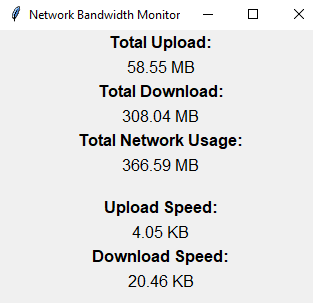 Network Bandwidth Monitor
Total Upload:
58.55 MB
Total Download:
308.04 MB
Total Network Usage:
366.59 MB
Upload Speed:
4.05 KB
Download Speed:
20.46 KB